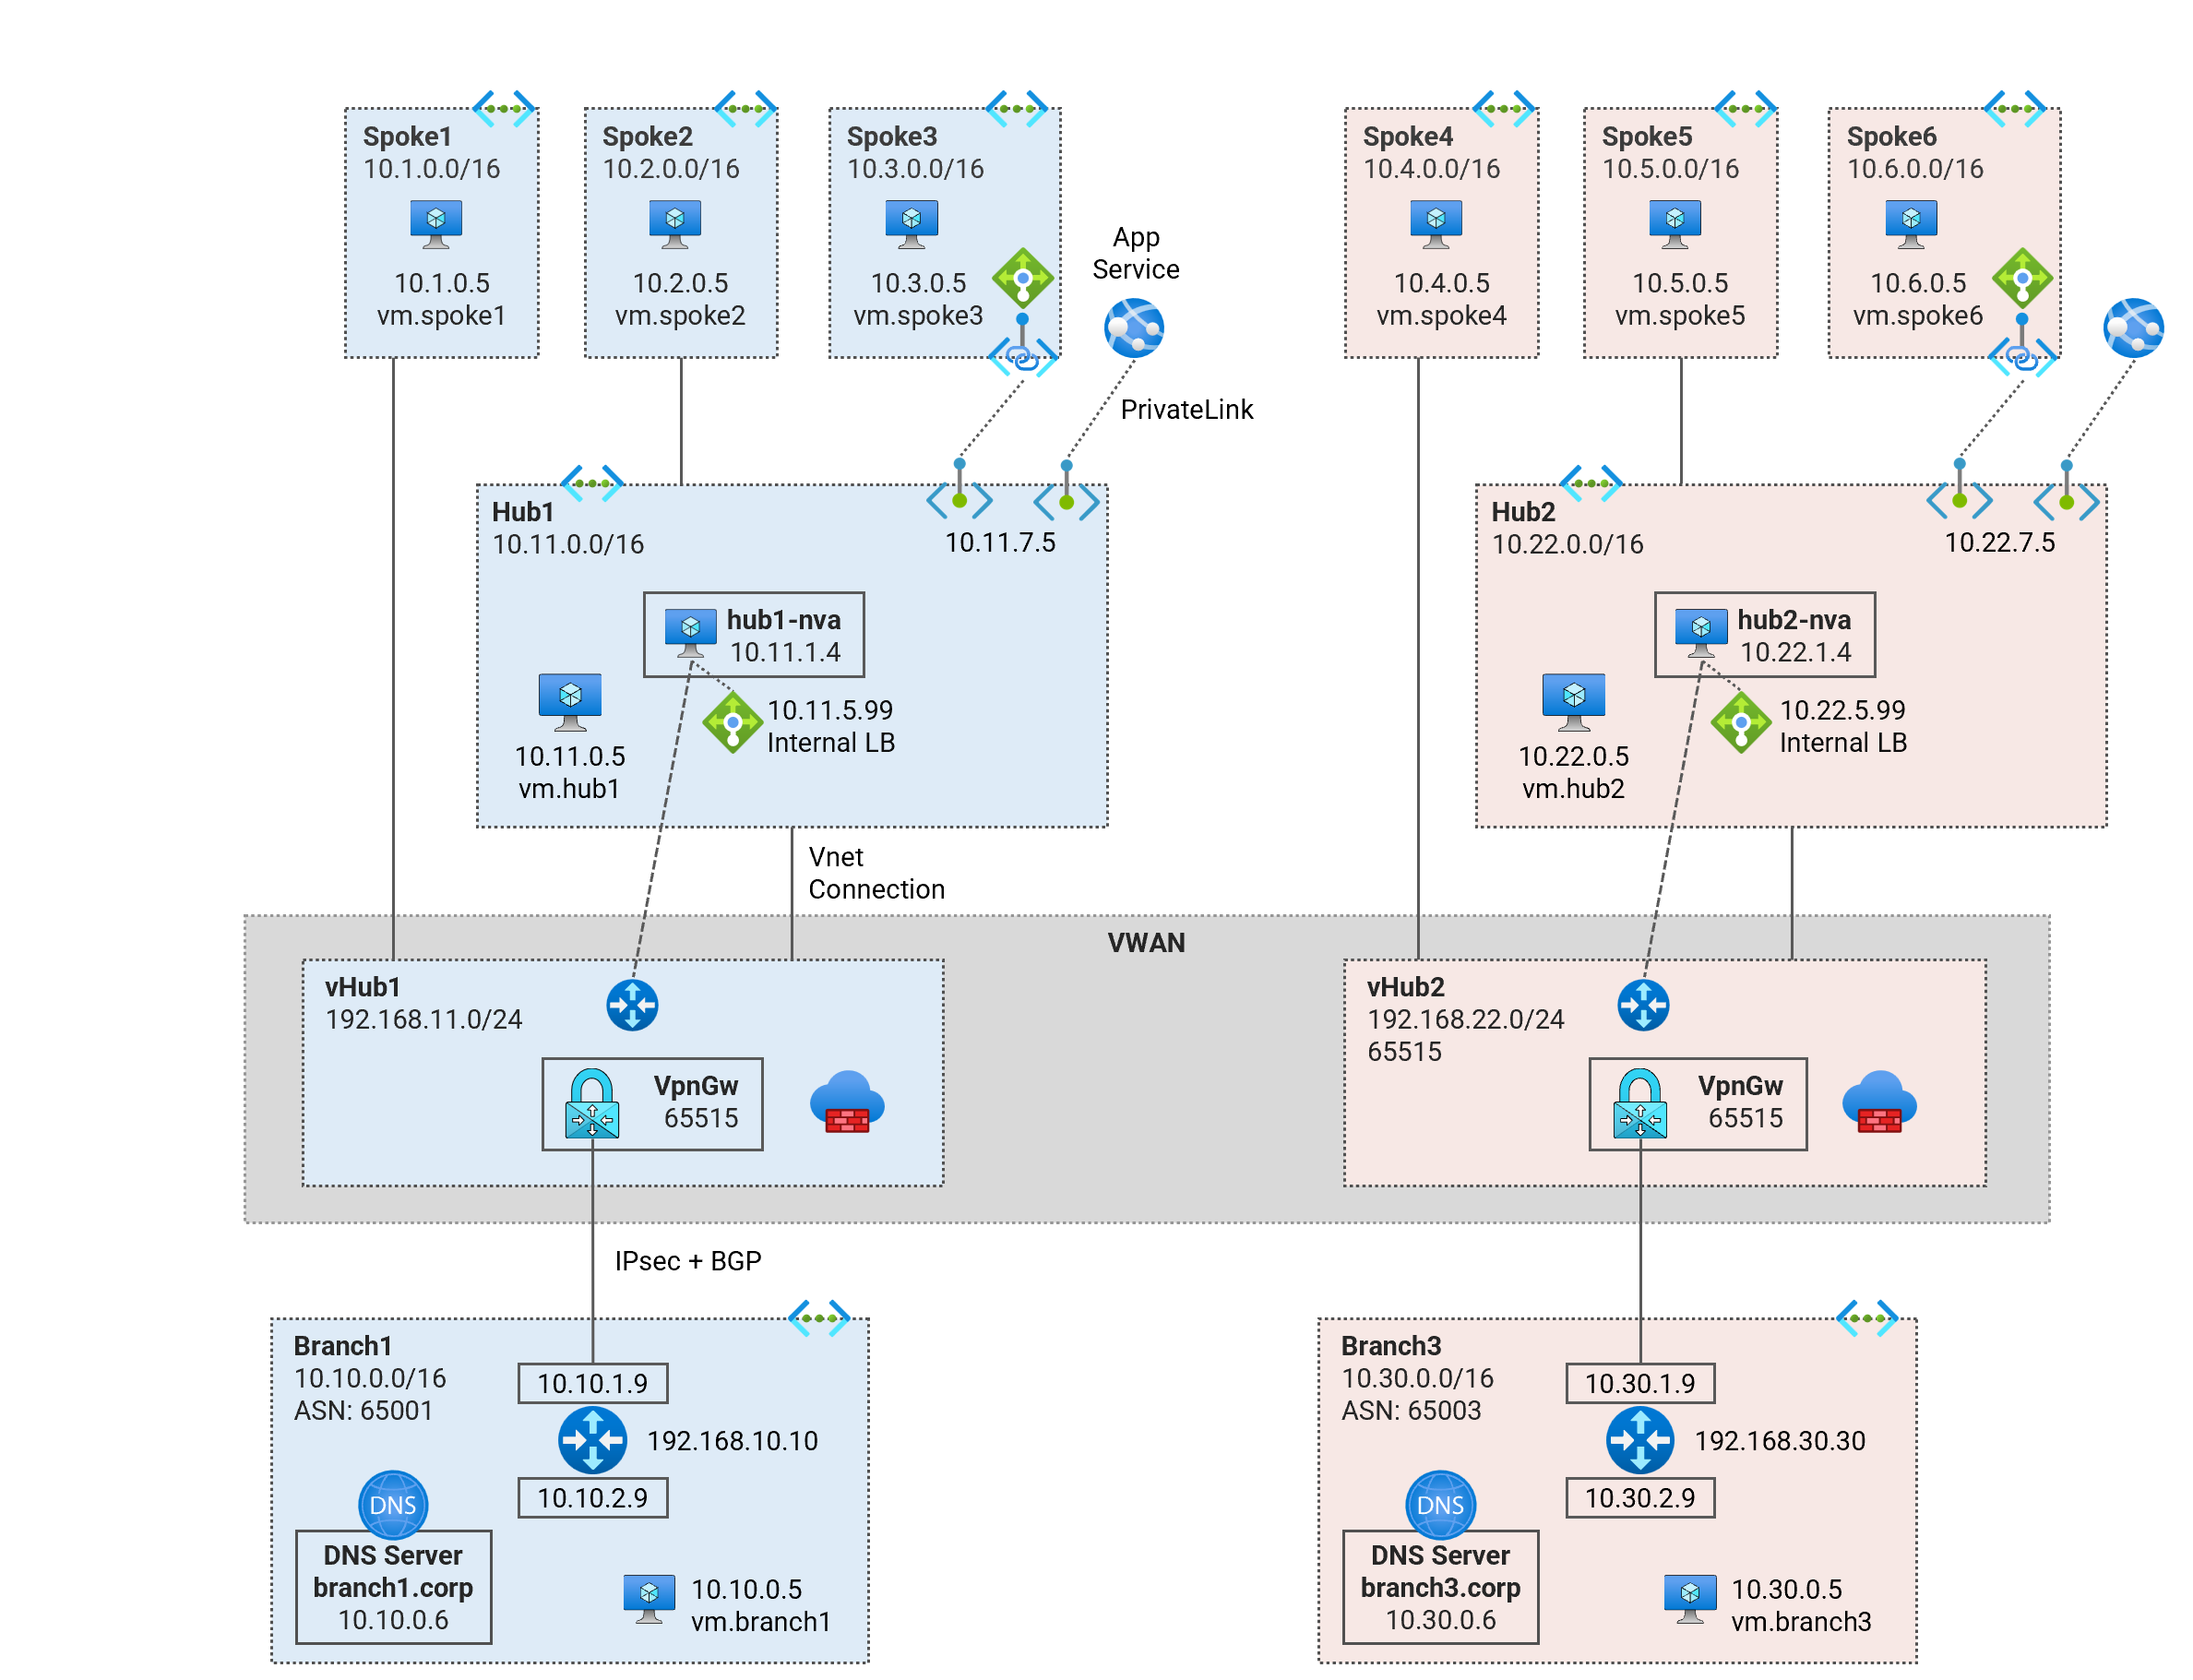 Spoke1
10.1.0.0/16
10.1.0.5
vm.spoke1
Spoke2
10.2.0.0/16
10.2.0.5
vm.spoke2
Spoke3
10.3.0.0/16
10.3.0.5
vm.spoke3
App
Service
PrivateLink
Spoke4
10.4.0.0/16
10.4.0.5
vm.spoke4
Spoke5
10.5.0.0/16
10.5.0.5
vm.spoke5
Spoke6
10.6.0.0/16
10.6.0.5
vm.spoke6
Hub1
10.11.0.0/16
10.11.7.5
hub1-nva
10.11.1.4
10.11.5.99
Internal LB
10.11.0.5
vm.hub1
Hub2
10.22.0.0/16
10.22.7.5
hub2-nva
10.22.1.4
10.22.5.99
Internal LB
10.22.0.5
vm.hub2
Vnet
Connection
VWAN
vHub1
192.168.11.0/24
VpnGw
65515
vHub2
192.168.22.0/24
65515
VpnGw
65515
IPsec + BGP
Branch1
10.10.0.0/16
ASN: 65001
10.10.1.9
192.168.10.10
10.10.2.9
DNS
DNS Server
branch1.corp
10.10.0.6
10.10.0.5
vm.branch1
Branch3
10.30.0.0/16
ASN: 65003
10.30.1.9
192.168.30.30
10.30.2.9
DNS
DNS Server
branch3.corp
10.30.0.6
10.30.0.5
vm.branch3